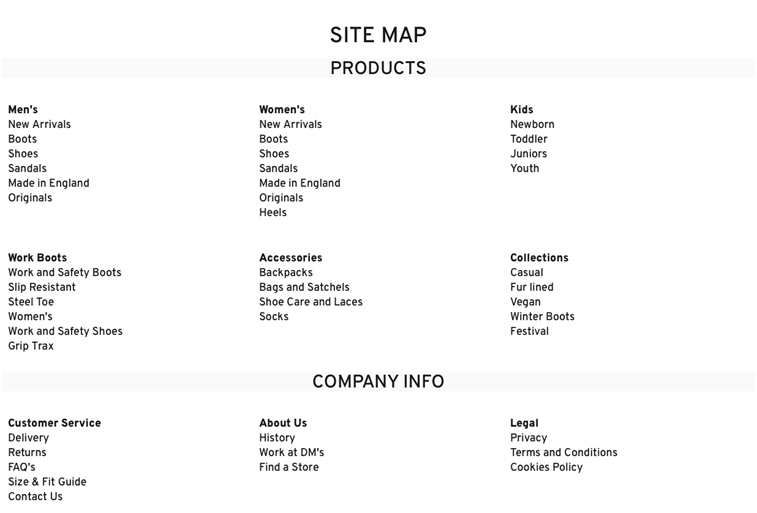 SITE MAP
PRODUCTS
Men's
New Arrivals
Boots
Shoes
Sandals
Made in England
Originals
Women's
New Arrivals
Boots
Shoes
Sandals
Made in England
Originals
Heels
Kids
Newborn
Toddler
Juniors
Youth
Work Boots
Work and Safety Boots
Slip Resistant
Steel Toe
Women's
Work and Safety Shoes
Grip Trax
Accessories
Backpacks
Bags and Satchels
Shoe Care and Laces
Socks
Collections
Casual
Fur lined
Vegan
Winter Boots
Festival
COMPANY INFO
Customer Service
Delivery
Returns
FAQ's
Size & Fit Guide
Contact Us
About Us
History
Work at DM's
Find a Store
Legal
Privacy
Terms and Conditions
Cookies Policy